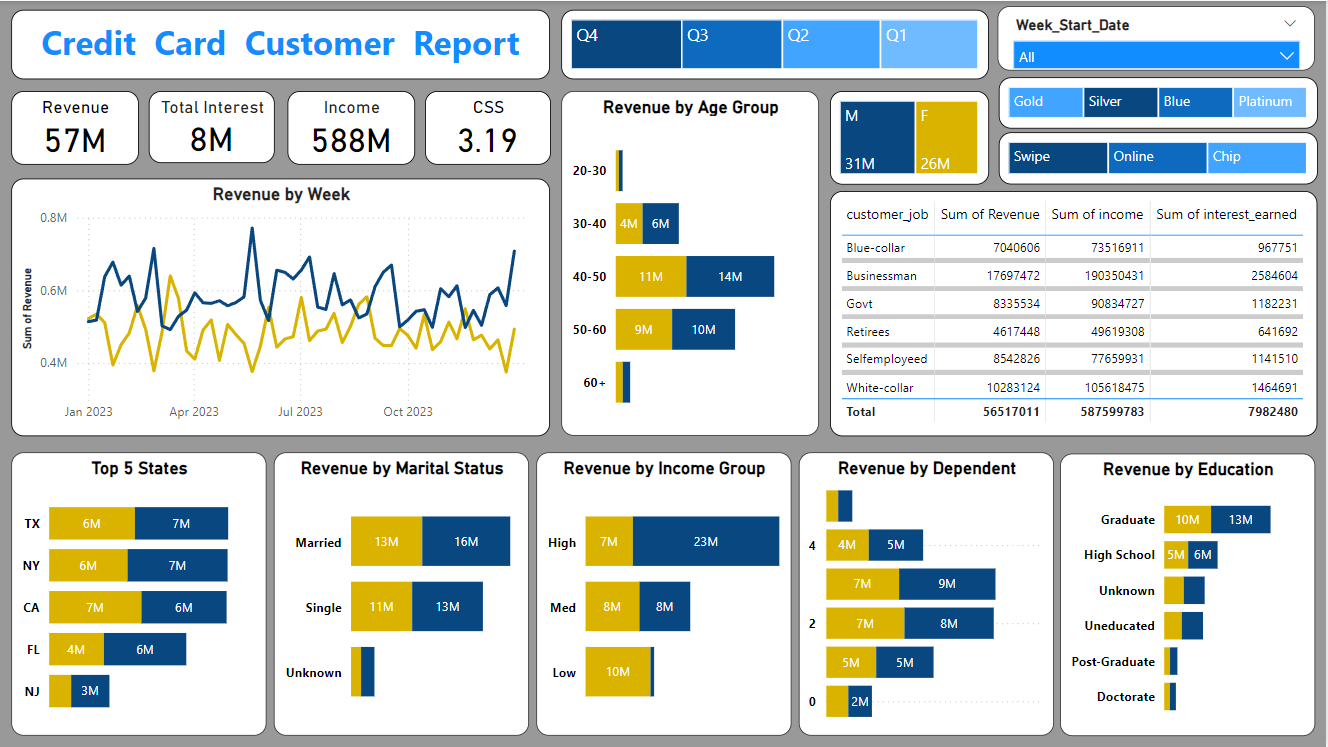 Credit Card Customer Report
Q4 Q3 Q2 Q1
Week_Start_Date
All
Revenue
57M
Total Interest
8M
Income
588M
CSS
3.19
Gold Silver Blue Platinum
Swipe Online Chip
M F
31M 26M
Revenue by Week
Sum of Revenue
0.8M
0.6M
0.4M
Jan 2023 Apr 2023 Jul 2023 Oct 2023
Revenue by Age Group
20-30
30-40 4M 6M
40-50 11M 14M
50-60 9M 10M
60+
customer_job Sum of Revenue Sum of income Sum of interest_earned
Blue-collar 7040606 73516911 967751
Businessman 17697472 190350431 2584604
Govt 8335534 90834727 1182231
Retirees 4617448 49619308 641692
Selfemployeed 8542826 77659931 1141510
White-collar 10283124 105618475 1464691
Total 56517011 587599783 7982480
Top 5 States
TX 6M 7M
NY 6M 7M
CA 7M 6M
FL 4M 6M
NJ 3M
Revenue by Marital Status
Married 13M 16M
Single 11M 13M
Unknown
Revenue by Income Group
High 7M 23M
Med 8M 8M
Low 10M
Revenue by Dependent
4 4M 5M
7M 9M
2 7M 8M
5M 5M
0 2M
Revenue by Education
Graduate 10M 13M
High School 5M 6M
Unknown
Uneducated
Post-Graduate
Doctorate